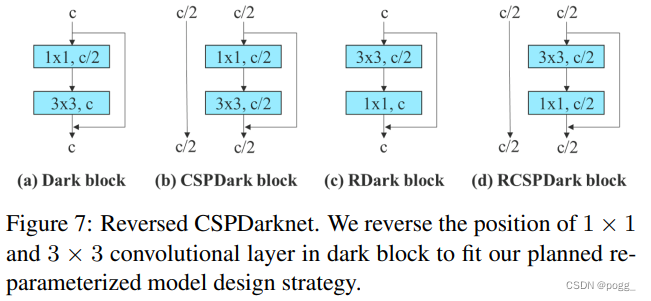 c c/2 c/2 c c/2 c/2
1x1, c/2 1x1, c/2 3x3, c/2 3x3, c/2
3x3, c 3x3, c/2 1x1, c 1x1, c/2
c c/2 c/2 c c/2 c/2
(a) Dark block (b) CSPDark block (c) RDark block (d) RCSPDark block
Figure 7: Reversed CSPDarknet. We reverse the position of 1 × 1
and 3 × 3 convolutional layer in dark block to fit our planned re-
parameterized model design strategy.
CSDN @pogg_